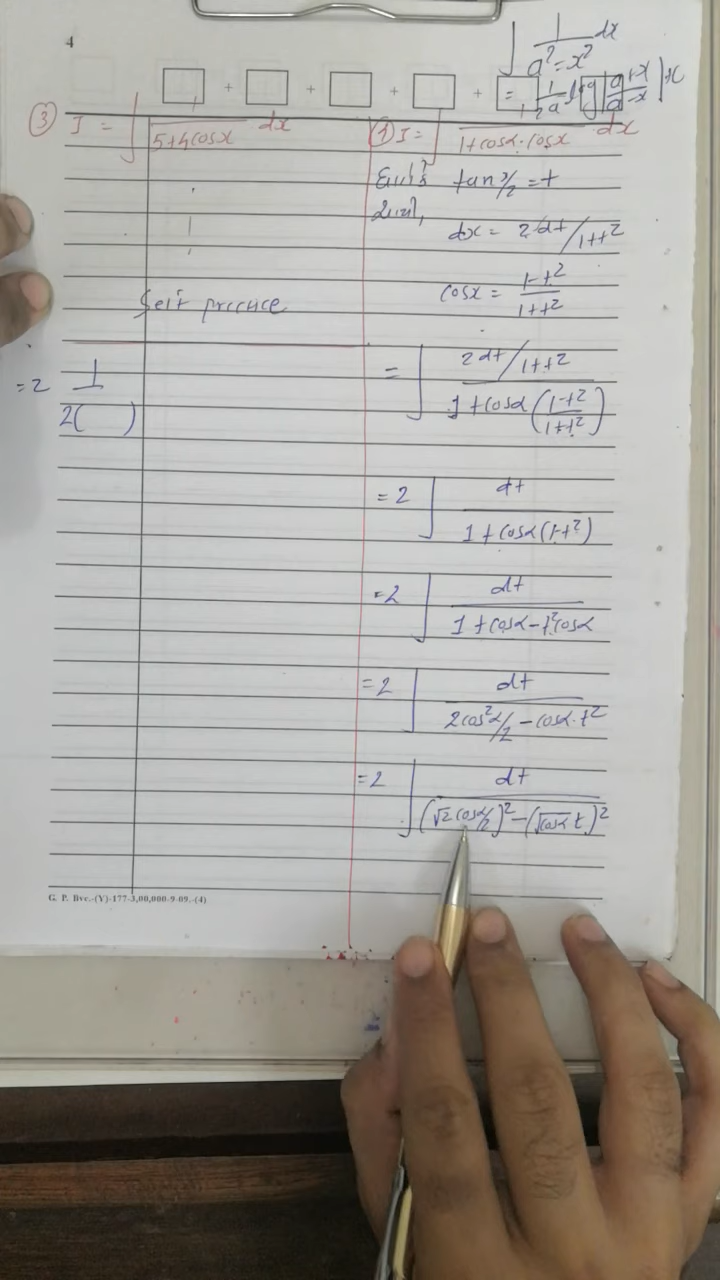 4
∫ 1/(a² - x²) dx
= 1/2a log |a+x / a-x| + c
③ I = ∫ 1/(5+4cosx) dx
④ I = ∫ 1/(1+cosα·cosx) dx
tan x/2 = t
dx = 2dt/1+t²
cosx = (1-t²)/(1+t²)
Self practice
= ∫ (2dt/1+t²)/(1+cosα((1-t²)/(1+t²)))
= 2 1/2( )
= 2 ∫ dt/(1+cosα(1-t²))
= 2 ∫ dt/(1+cosα-t²cosα)
= 2 ∫ dt/(2cos²α/2 - cosα·t²)
= 2 ∫ dt/((√2 cosα/2)² - (√cosα t)²)
G. P. Bvc.-(Y)-177-3,00,000-9-09.-(4)